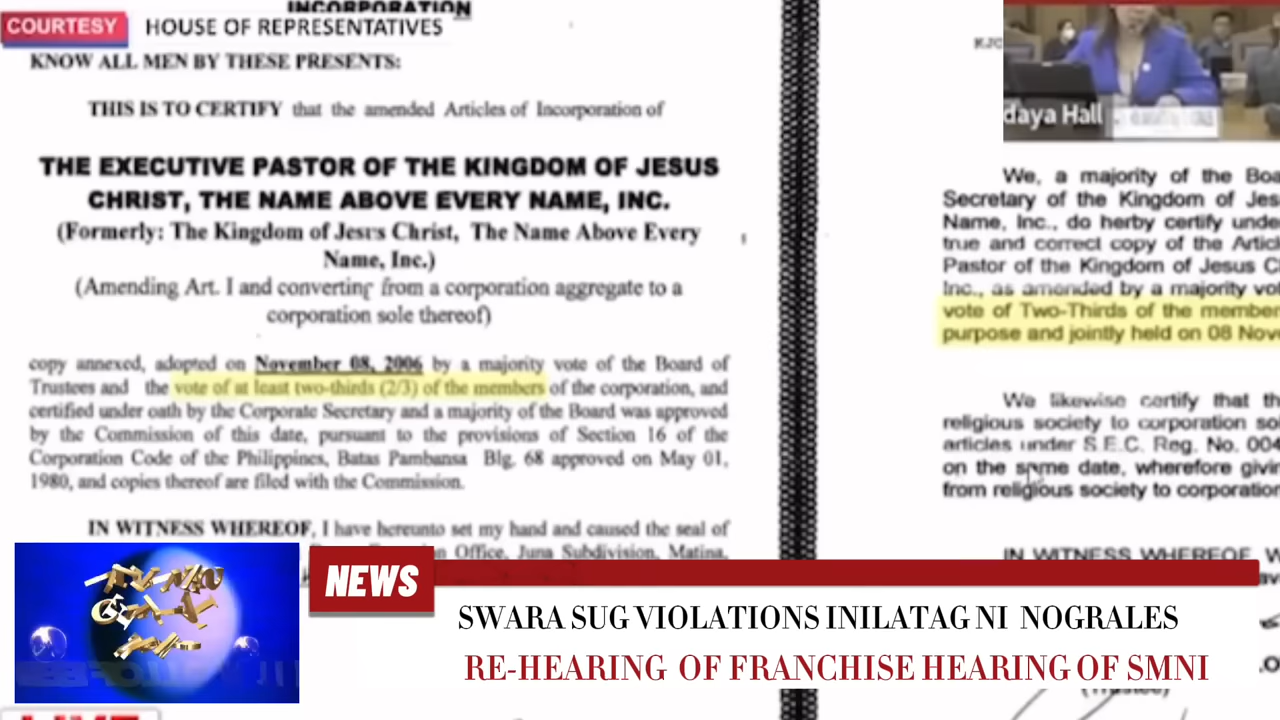 INCORPORATION
COURTESY
HOUSE OF REPRESENTATIVES
KNOW ALL MEN BY THESE PRESENTS:
THIS IS TO CERTIFY that the amended Articles of Incorporation of
THE EXECUTIVE PASTOR OF THE KINGDOM OF JESUS
CHRIST, THE NAME ABOVE EVERY NAME, INC.
(Formerly: The Kingdom of Jesus Christ, The Name Above Every
Name, Inc.)
(Amending Art. I and converting from a corporation aggregate to a
corporation sole thereof)
copy annexed, adopted on November 08, 2006 by a majority vote of the Board of
Trustees and the vote of at least two-thirds (2/3) of the members of the corporation, and
certified under oath by the Corporate Secretary and a majority of the Board was approved
by the Commission of this date, pursuant to the provisions of Section 16 of the
Corporation Code of the Philippines, Batas Pambansa Blg. 68 approved on May 01,
1980, and copies thereof are filed with the Commission.
IN WITNESS WHEREOF, I have hereunto set my hand and caused the seal of
Office, Juna Subdivision, Matina,
KJC
daya Hall
We, a majority of the Boa
Secretary of the Kingdom of Jes
Name, Inc., do herby certify unde
true and correct copy of the Artic
Pastor of the Kingdom of Jesus C
Inc., as amended by a majority vo
vote of Two-Thirds of the member
purpose and jointly held on 08 Nov
We likewise certify that th
religious society to corporation so
articles under S.E.C. Reg. No. 004
on the same date, wherefore givin
from religious society to corporation
IN WITNESS WHEREOF, W
(Trustee)
NEWS
SWARA SUG VIOLATIONS INILATAG NI NOGRALES
RE-HEARING OF FRANCHISE HEARING OF SMNI